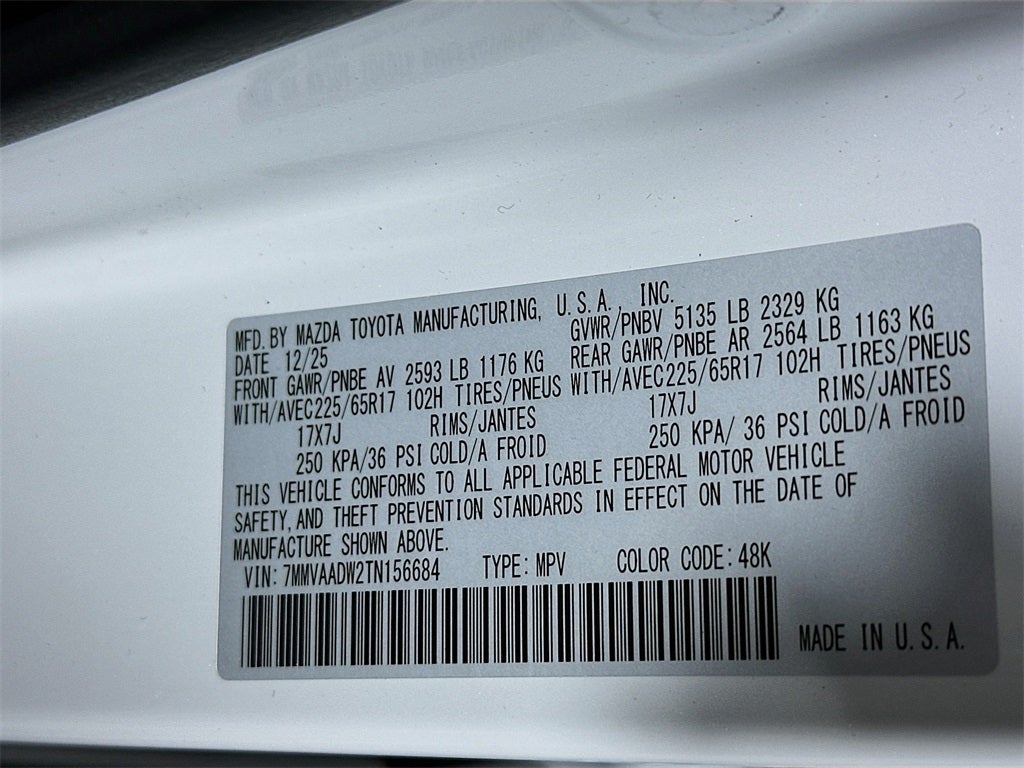 MFD. BY MAZDA TOYOTA MANUFACTURING, U.S.A., INC.
DATE 12/25 GVWR/PNBV 5135 LB 2329 KG
FRONT GAWR/PNBE AV 2593 LB 1176 KG REAR GAWR/PNBE AR 2564 LB 1163 KG
WITH/AVEC225/65R17 102H TIRES/PNEUS WITH/AVEC225/65R17 102H TIRES/PNEUS
17X7J RIMS/JANTES 17X7J RIMS/JANTES
250 KPA/36 PSI COLD/A FROID 250 KPA/ 36 PSI COLD/A FROID
THIS VEHICLE CONFORMS TO ALL APPLICABLE FEDERAL MOTOR VEHICLE
SAFETY, AND THEFT PREVENTION STANDARDS IN EFFECT ON THE DATE OF
MANUFACTURE SHOWN ABOVE.
VIN: 7MMVAADW2TN156684 TYPE: MPV COLOR CODE: 48K
MADE IN U.S.A.